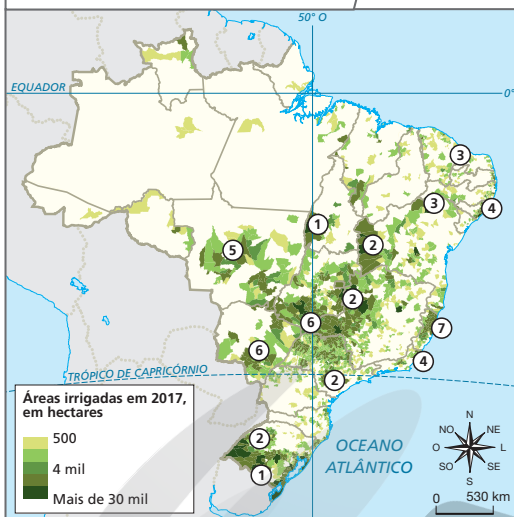 50° O
EQUADOR
0°
3
3
4
1
2
5
2
6
7
6
4
TRÓPICO DE CAPRICÓRNIO
2
Áreas irrigadas em 2017,
em hectares
500
4 mil
Mais de 30 mil
2
1
OCEANO
ATLÂNTICO
N
NO NE
O L
SO SE
S
0 530 km